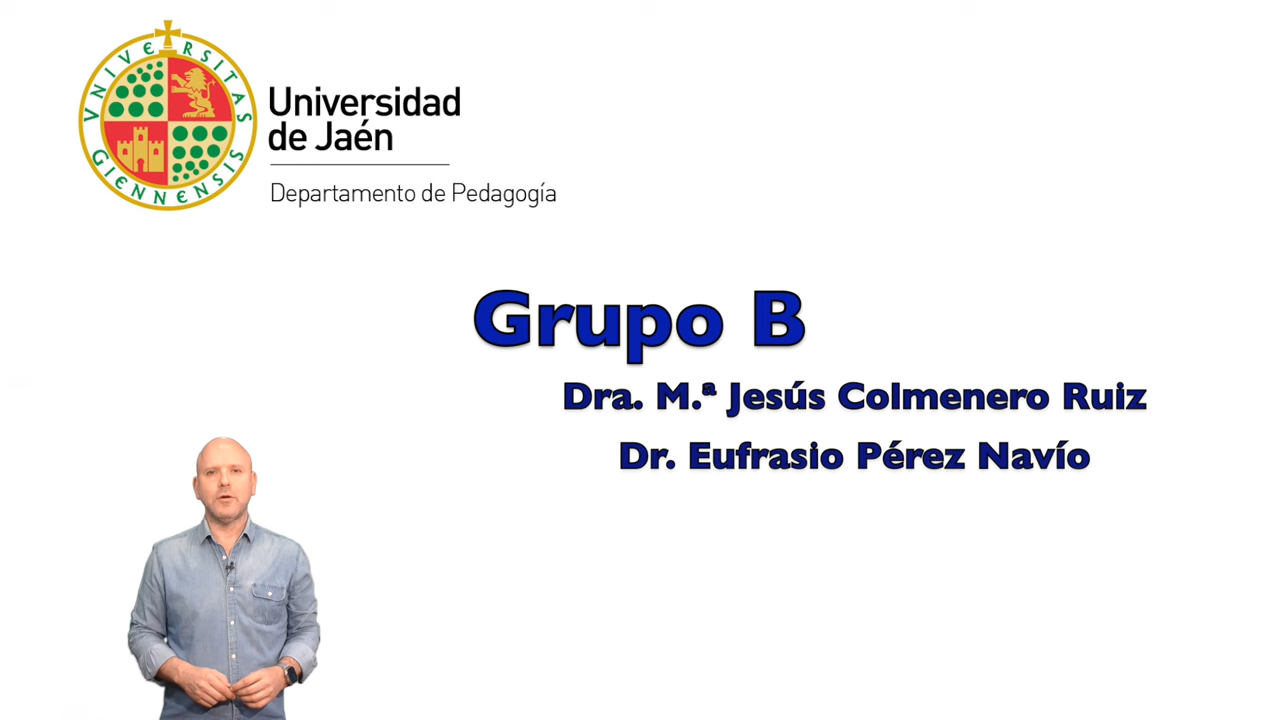 VNIVERSITAS
GIENNENSIS
Universidad
de Jaén
Departamento de Pedagogía
Grupo B
Dra. M.ª Jesús Colmenero Ruiz
Dr. Eufrasio Pérez Navío